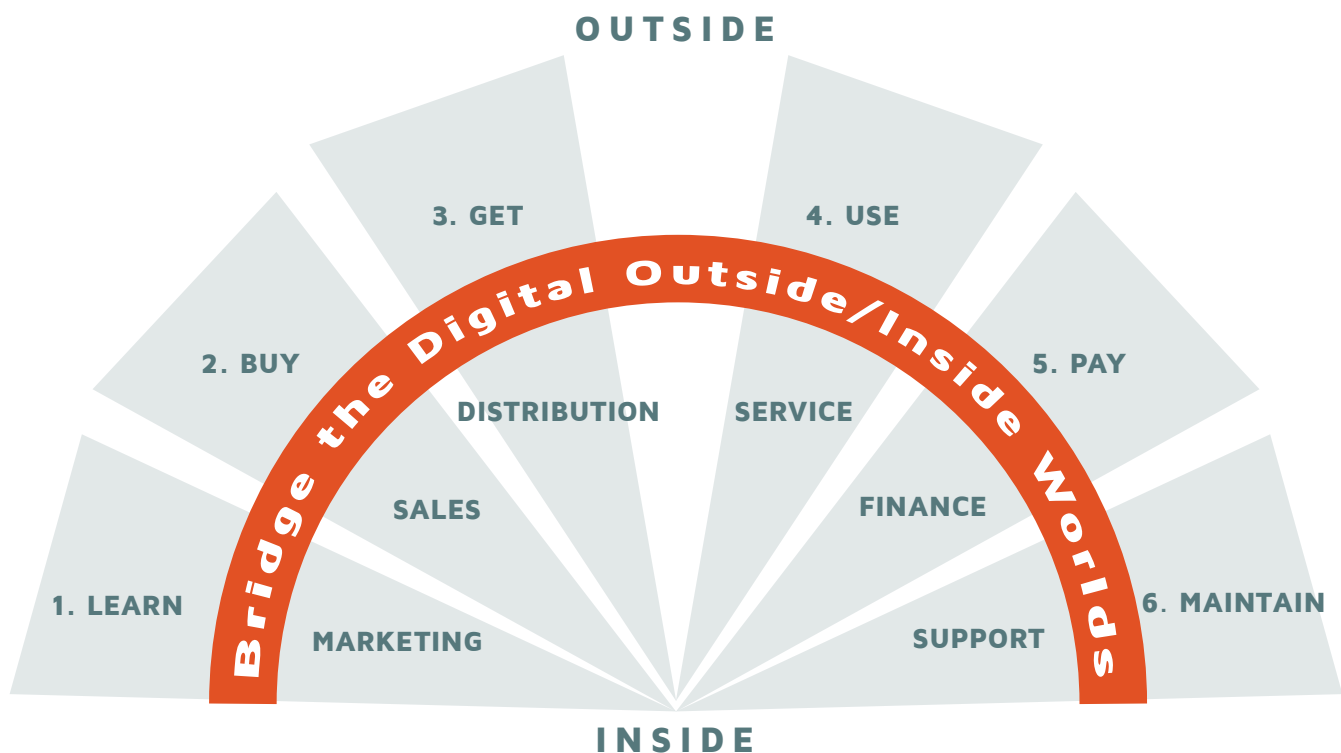 OUTSIDE
3. GET
4. USE
Bridge the Digital Outside/Inside Worlds
2. BUY
5. PAY
DISTRIBUTION
SERVICE
SALES
FINANCE
1. LEARN
6. MAINTAIN
MARKETING
SUPPORT
INSIDE